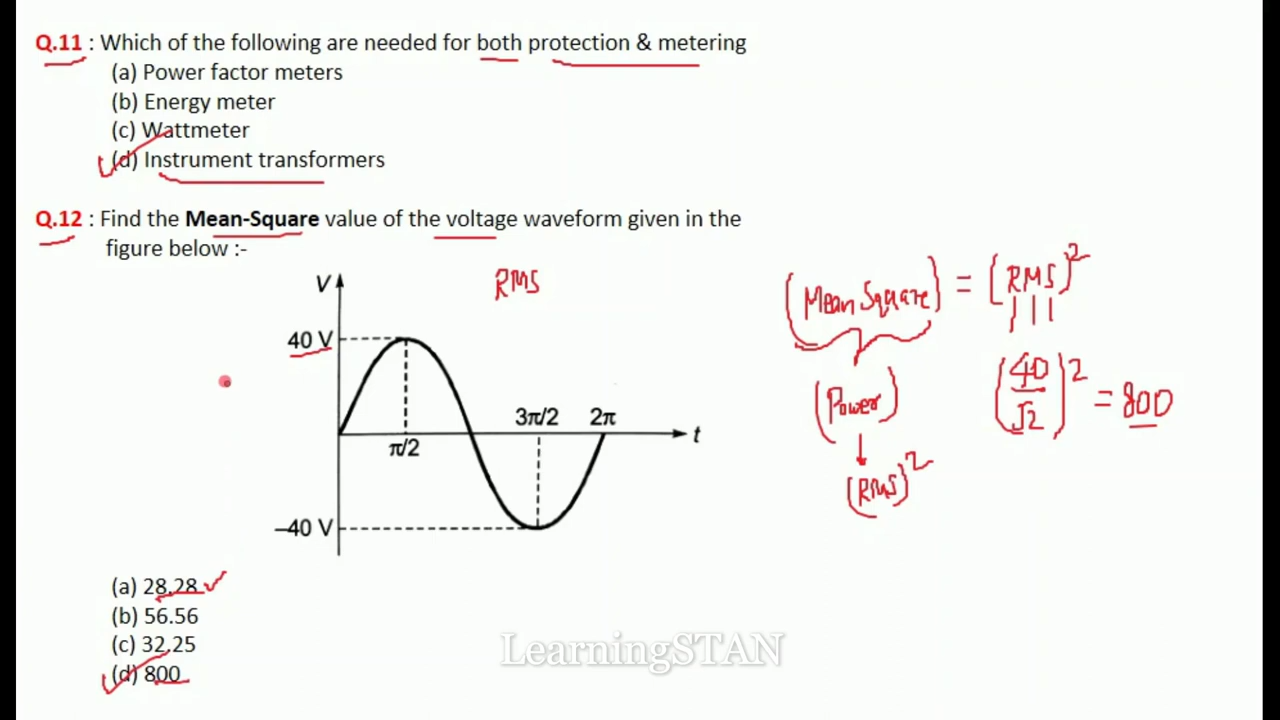 Q.11 : Which of the following are needed for both protection & metering
(a) Power factor meters
(b) Energy meter
(c) Wattmeter
(d) Instrument transformers
Q.12 : Find the Mean-Square value of the voltage waveform given in the
figure below :-
V
40 V
π/2
3π/2
2π
t
–40 V
RMS
(Mean Square) = (RMS)²
(Power)
(RMS)²
(40/√2)² = 800
(a) 28.28
(b) 56.56
(c) 32.25
(d) 800
LearningSTAN